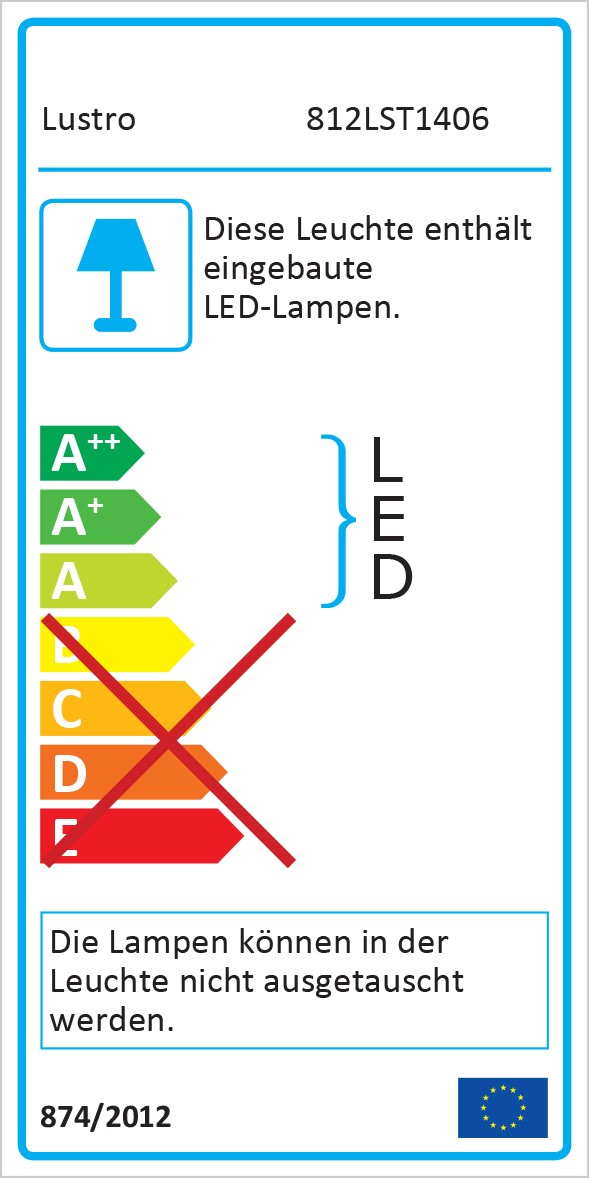 Lustro 812LST1406
Diese Leuchte enthält
eingebaute
LED-Lampen.
A++
A+
A
B
C
D
E
L
E
D
Die Lampen können in der
Leuchte nicht ausgetauscht
werden.
874/2012